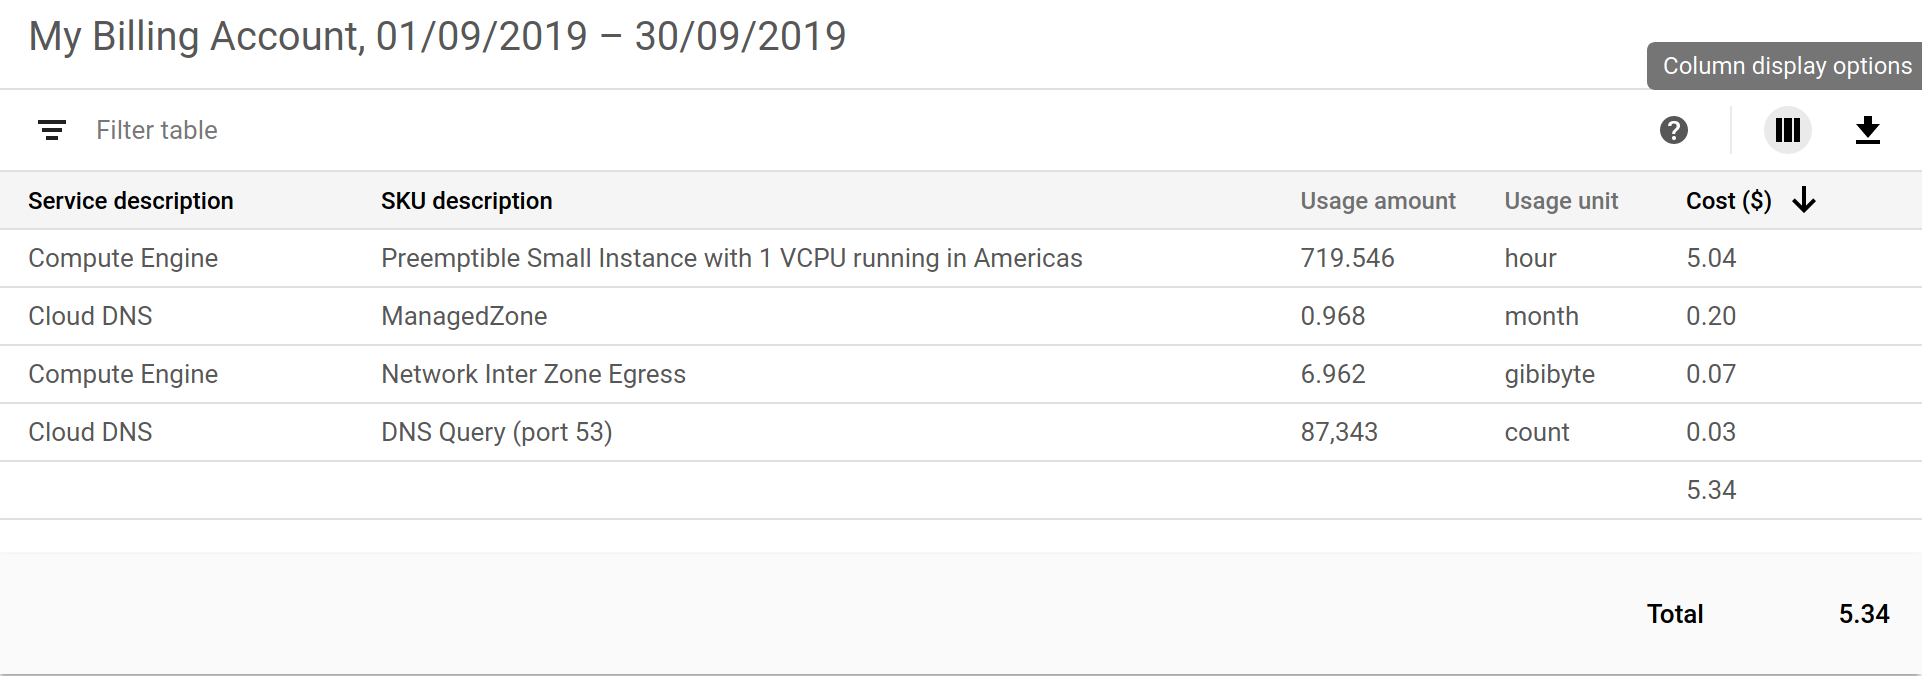 My Billing Account, 01/09/2019 – 30/09/2019
Column display options
Filter table
Service description SKU description Usage amount Usage unit Cost ($)
Compute Engine Preemptible Small Instance with 1 VCPU running in Americas 719.546 hour 5.04
Cloud DNS ManagedZone 0.968 month 0.20
Compute Engine Network Inter Zone Egress 6.962 gibibyte 0.07
Cloud DNS DNS Query (port 53) 87,343 count 0.03
5.34
Total 5.34